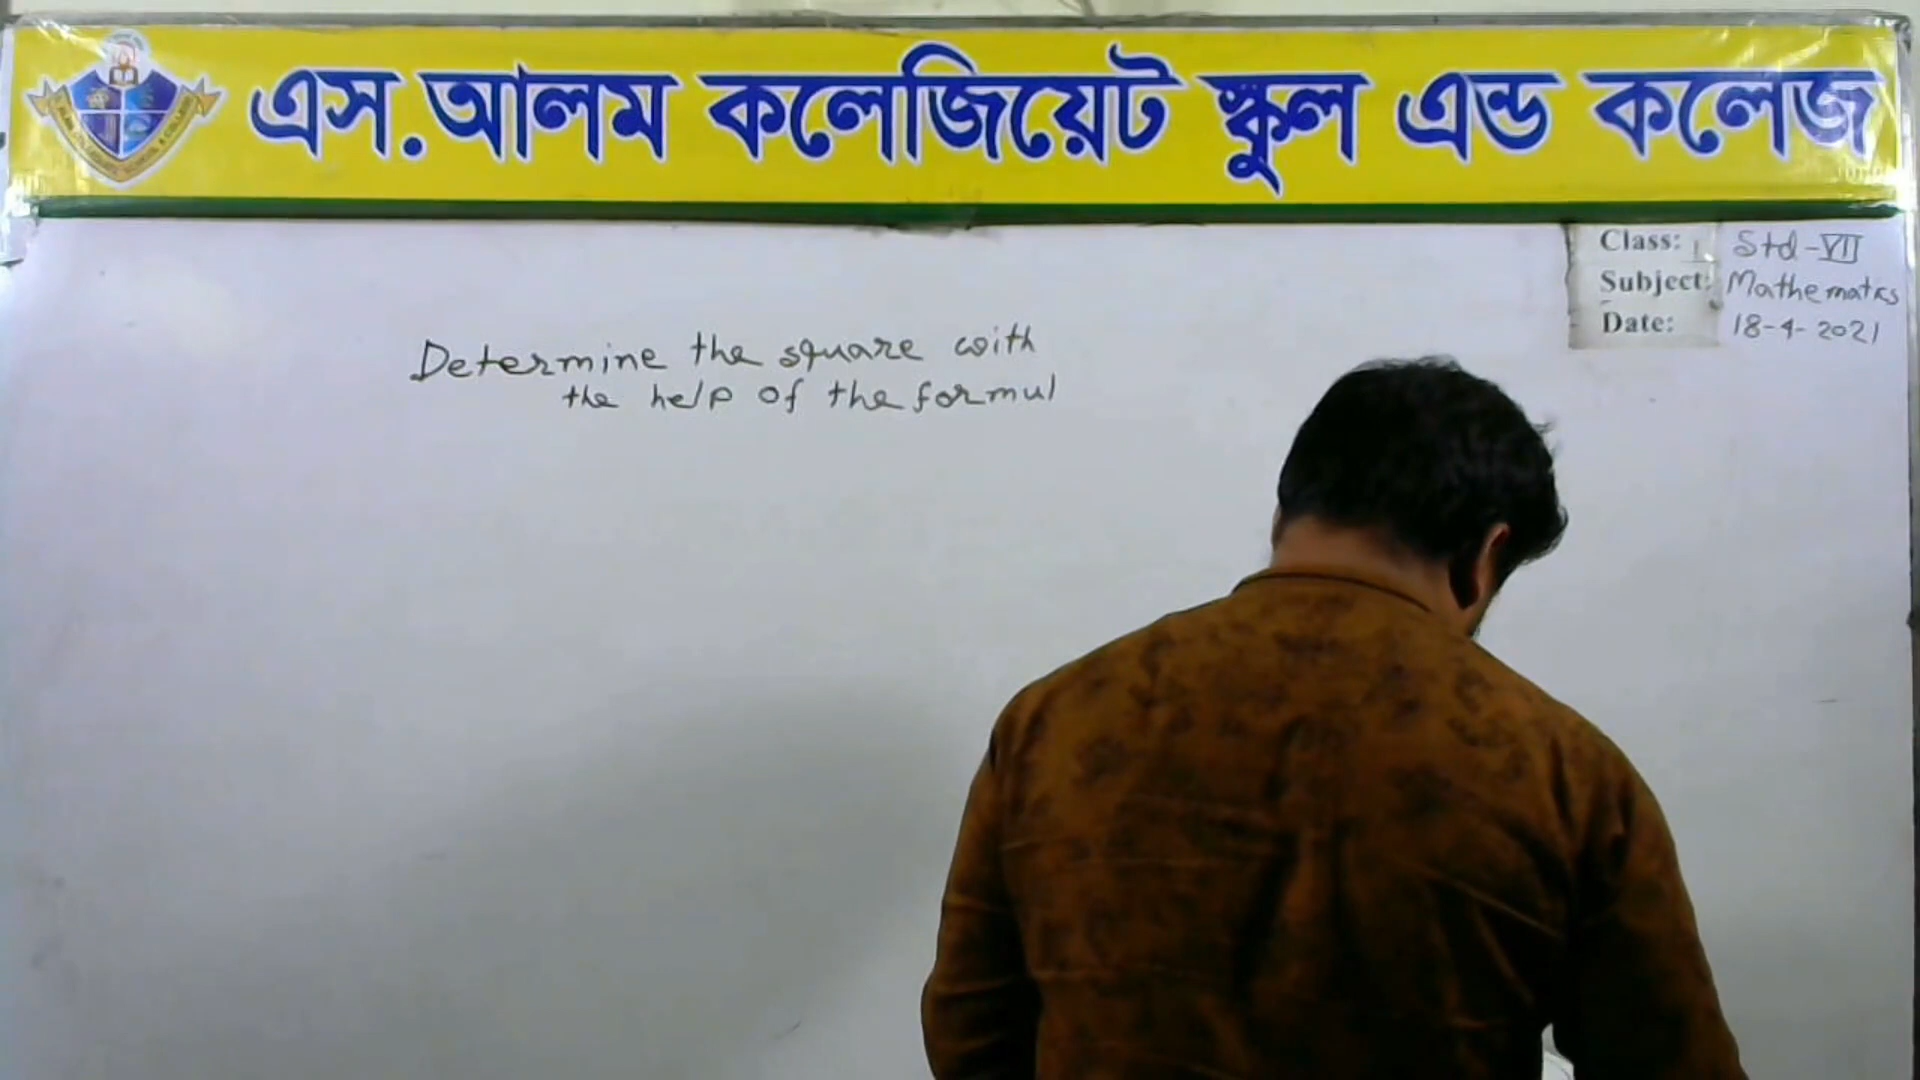 এস.আলম কলেজিয়েট স্কুল এন্ড কলেজ
Class: Std-VII
Subject: Mathematics
Date: 18-4-2021
Determine the square with
the help of the formul